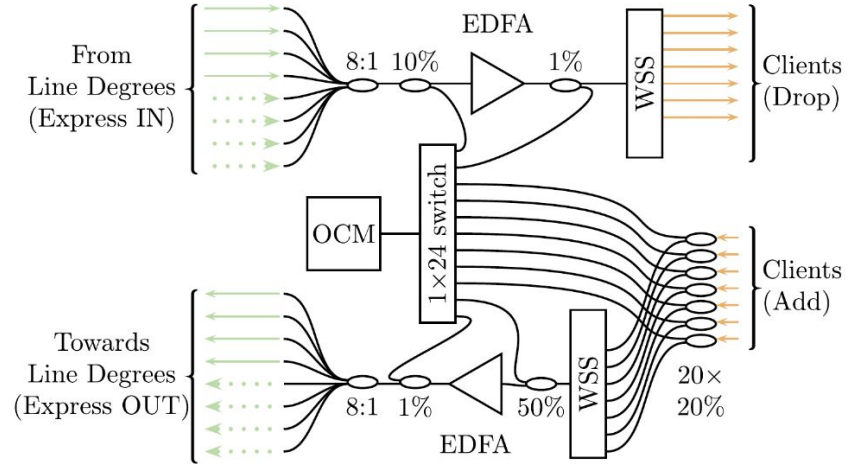 EDFA
From
Line Degrees
(Express IN)
8:1
10%
1%
WSS
Clients
(Drop)
OCM
1×24 switch
Clients
(Add)
Towards
Line Degrees
(Express OUT)
8:1
1%
EDFA
50%
WSS
20×
20%